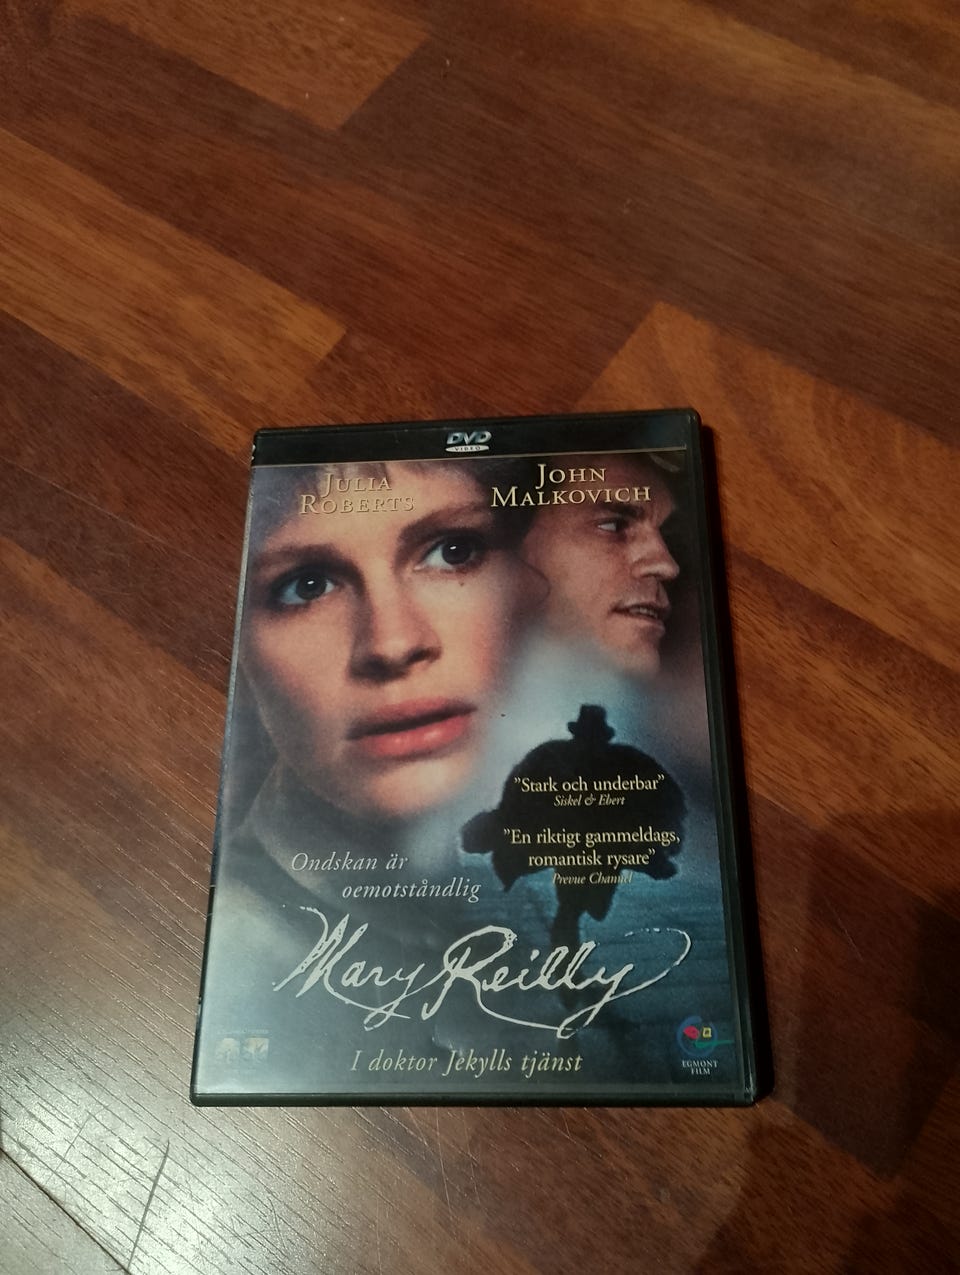 DVD
VIDEO
JULIA
ROBERTS
JOHN
MALKOVICH
”Stark och underbar”
Siskel & Ebert
”En riktigt gammeldags,
romantisk rysare”
Prevue Channel
Ondskan är
oemotståndlig
Mary Reilly
I doktor Jekylls tjänst
EGMONT
FILM